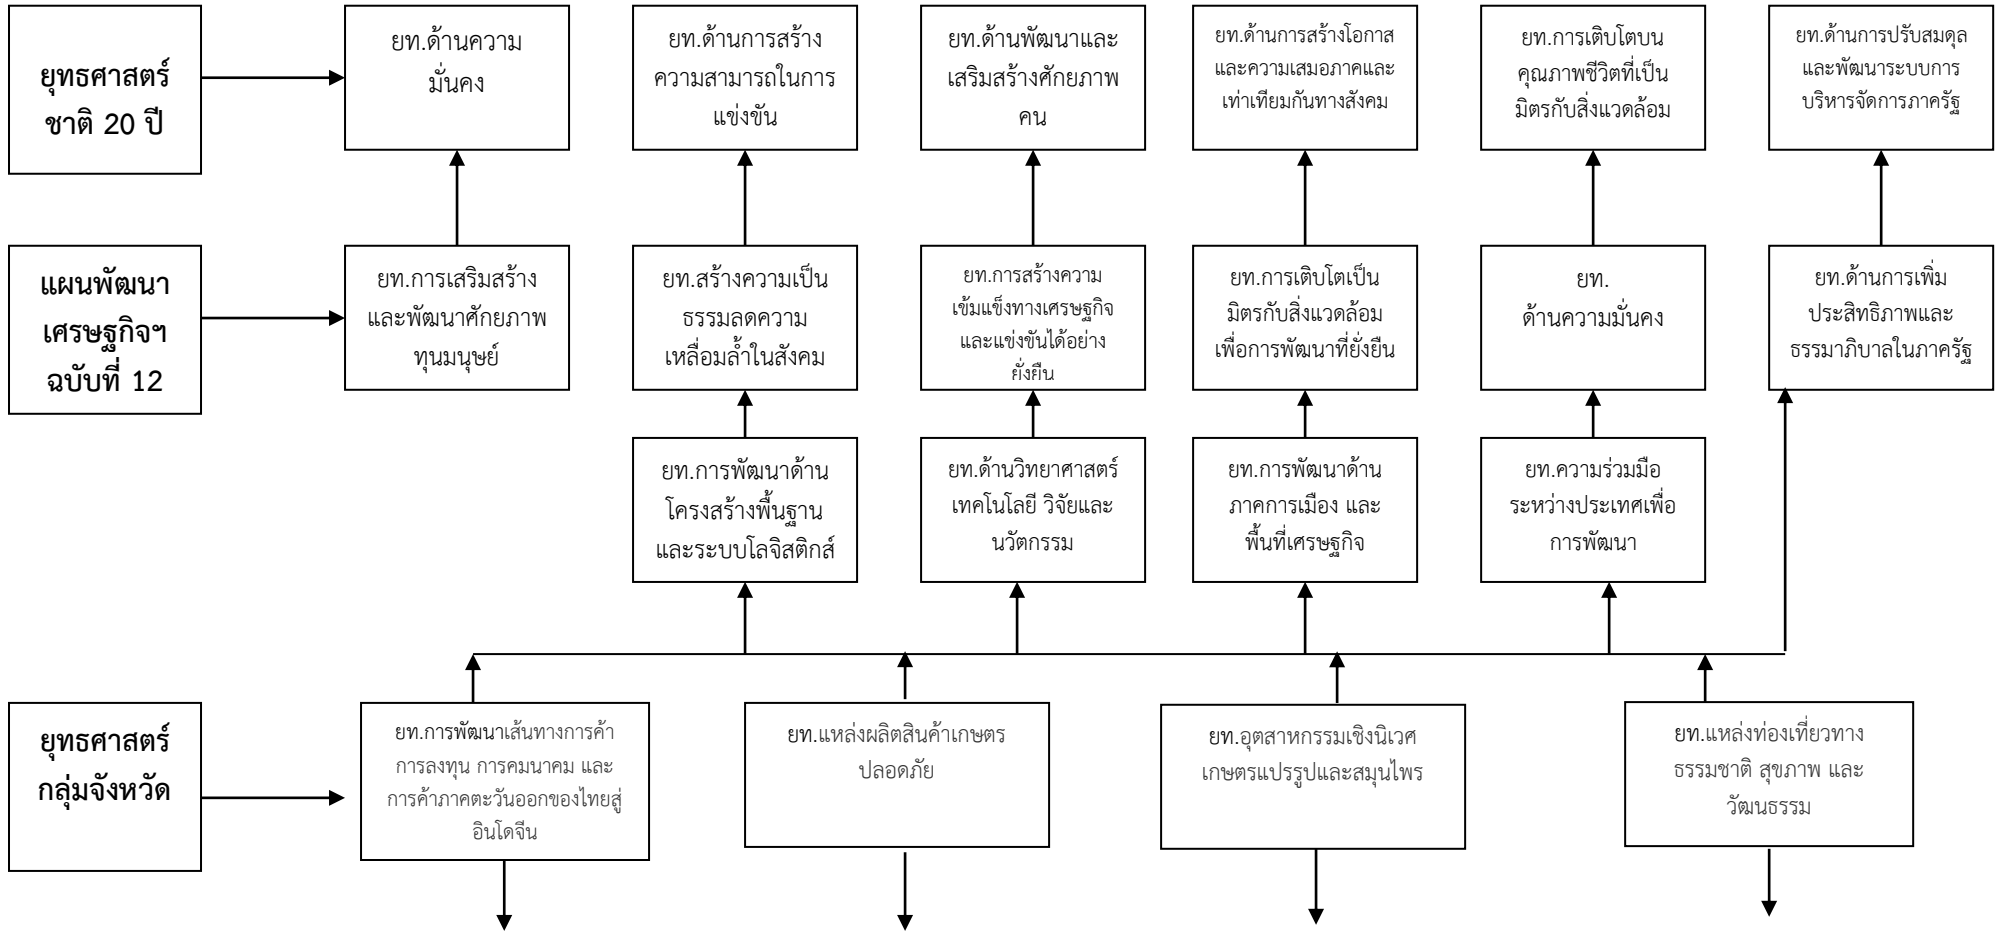 ยุทธศาสตร์
ชาติ 20 ปี
ยท.ด้านความ
มั่นคง
ยท.ด้านการสร้าง
ความสามารถในการ
แข่งขัน
ยท.ด้านพัฒนาและ
เสริมสร้างศักยภาพ
คน
ยท.ด้านการสร้างโอกาส
และความเสมอภาคและ
เท่าเทียมกันทางสังคม
ยท.การเติบโตบน
คุณภาพชีวิตที่เป็น
มิตรกับสิ่งแวดล้อม
ยท.ด้านการปรับสมดุล
และพัฒนาระบบการ
บริหารจัดการภาครัฐ
แผนพัฒนา
เศรษฐกิจฯ
ฉบับที่ 12
ยท.การเสริมสร้าง
และพัฒนาศักยภาพ
ทุนมนุษย์
ยท.สร้างความเป็น
ธรรมลดความ
เหลื่อมล้ำในสังคม
ยท.การสร้างความ
เข้มแข็งทางเศรษฐกิจ
และแข่งขันได้อย่าง
ยั่งยืน
ยท.การเติบโตเป็น
มิตรกับสิ่งแวดล้อม
เพื่อการพัฒนาที่ยั่งยืน
ยท.
ด้านความมั่นคง
ยท.ด้านการเพิ่ม
ประสิทธิภาพและ
ธรรมาภิบาลในภาครัฐ
ยท.การพัฒนาด้าน
โครงสร้างพื้นฐาน
และระบบโลจิสติกส์
ยท.ด้านวิทยาศาสตร์
เทคโนโลยี วิจัยและ
นวัตกรรม
ยท.การพัฒนาด้าน
ภาคการเมือง และ
พื้นที่เศรษฐกิจ
ยท.ความร่วมมือ
ระหว่างประเทศเพื่อ
การพัฒนา
ยุทธศาสตร์
กลุ่มจังหวัด
ยท.การพัฒนาเส้นทางการค้า
การลงทุน การคมนาคม และ
การค้าภาคตะวันออกของไทยสู่
อินโดจีน
ยท.แหล่งผลิตสินค้าเกษตร
ปลอดภัย
ยท.อุตสาหกรรมเชิงนิเวศ
เกษตรแปรรูปและสมุนไพร
ยท.แหล่งท่องเที่ยวทาง
ธรรมชาติ สุขภาพ และ
วัฒนธรรม